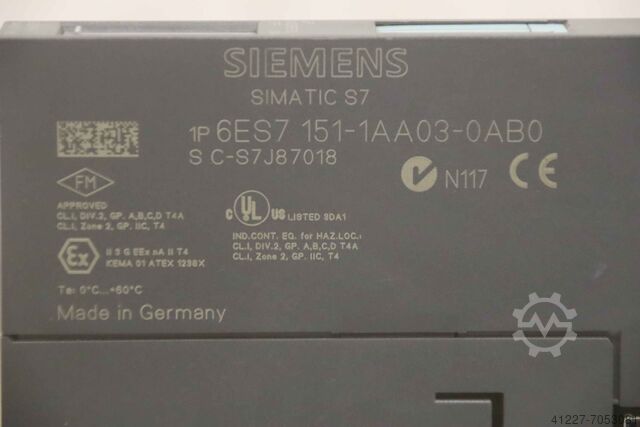 SIEMENS
SIMATIC S7
1P 6ES7 151-1AA03-0AB0
S C-S7J87018
N117 CE
FM
APPROVED
CL.I, DIV.2, GP. A,B,C,D T4A
CL.I, Zone 2, GP. IIC, T4
C UL US LISTED 9DA1
IND.CONT. EQ. for HAZ.LOC.:
CL.I, DIV.2, GP. A,B,C,D T4A
CL.I, Zone 2, GP. IIC, T4
Ex II 3 G EEx nA II T4
KEMA 01 ATEX 1238X
Ta: 0°C...+60°C
Made in Germany